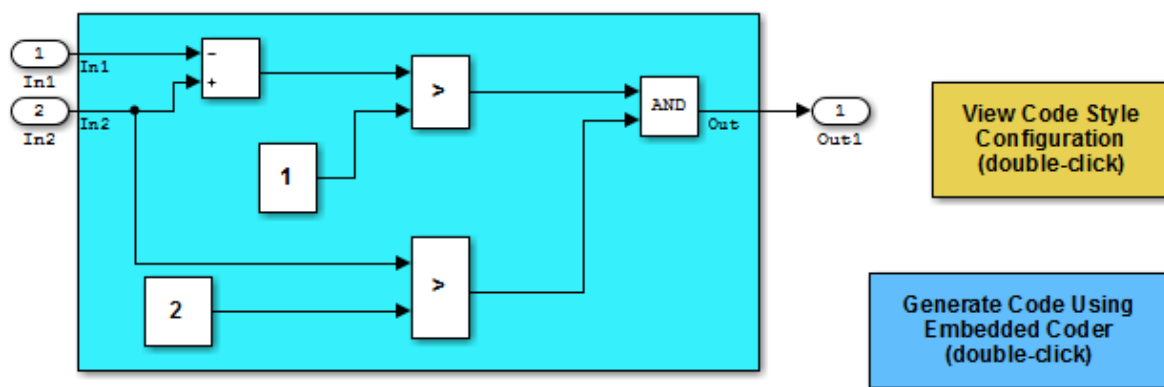 1
In1
In1
2
In2
In2
−
+
1
>
2
>
AND
Out
1
Out1
View Code Style
Configuration
(double-click)
Generate Code Using
Embedded Coder
(double-click)